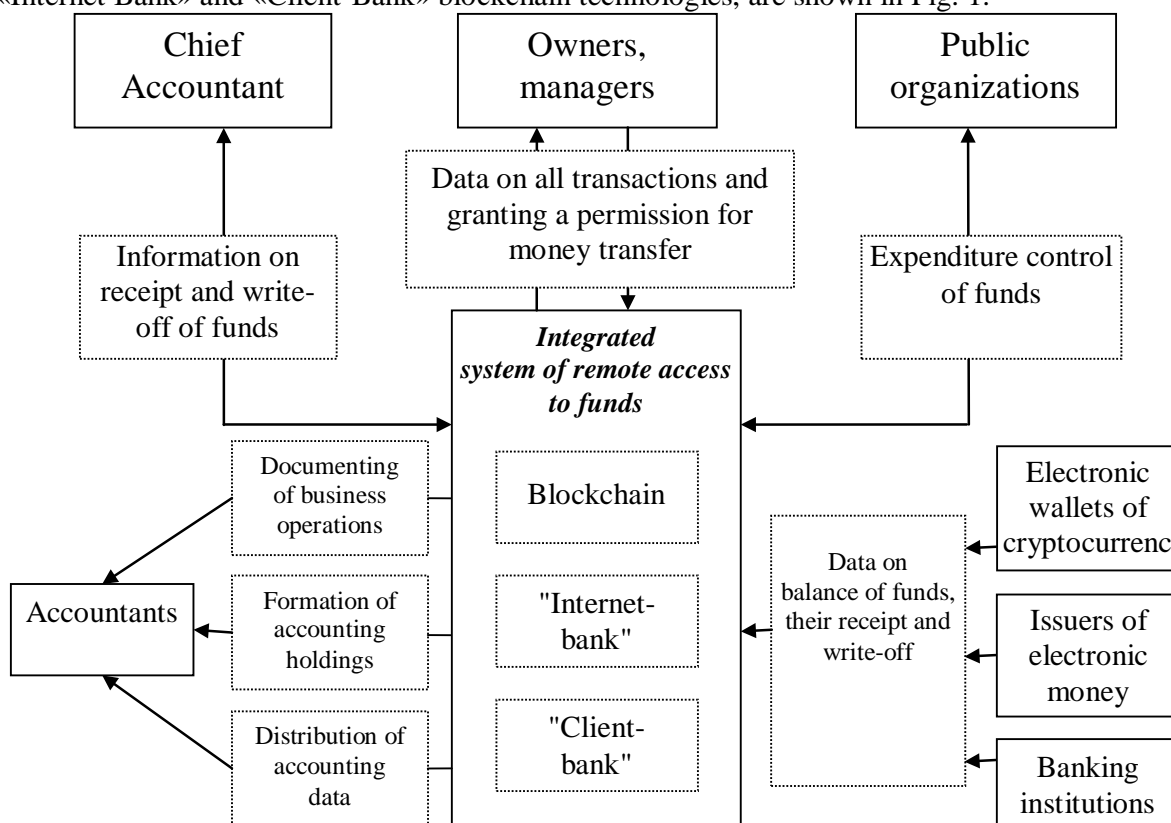 «Internet-Bank» and «Client-Bank» blockchain technologies, are shown in Fig. 1.
Chief
Accountant
Owners,
managers
Public
organizations
Data on all transactions and
granting a permission for
money transfer
Information on
receipt and write-
off of funds
Expenditure control
of funds
Integrated
system of remote access
to funds
Documenting
of business
operations
Blockchain
Electronic
wallets of
cryptocurrenc
Data on
balance of funds,
their receipt and
write-off
Accountants
Formation of
accounting
holdings
"Internet-
bank"
Issuers of
electronic
money
Distribution of
accounting
data
"Client-
bank"
Banking
institutions